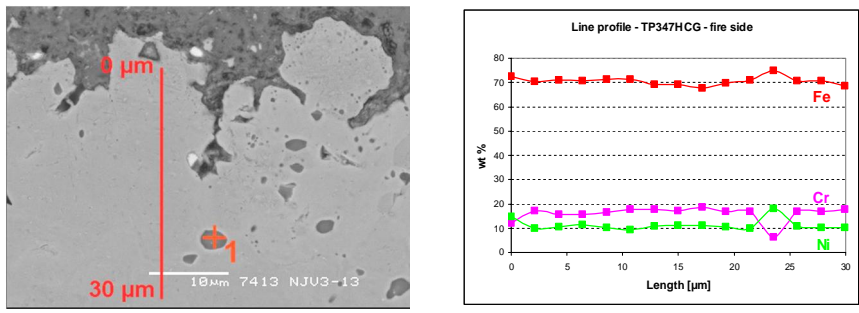 0 µm
1
10µm 7413 NJV3-13
30 µm
Line profile - TP347HCG - fire side
wt %
80
70
60
50
40
30
20
10
0
Fe
Cr
Ni
0 5 10 15 20 25 30
Length [µm]